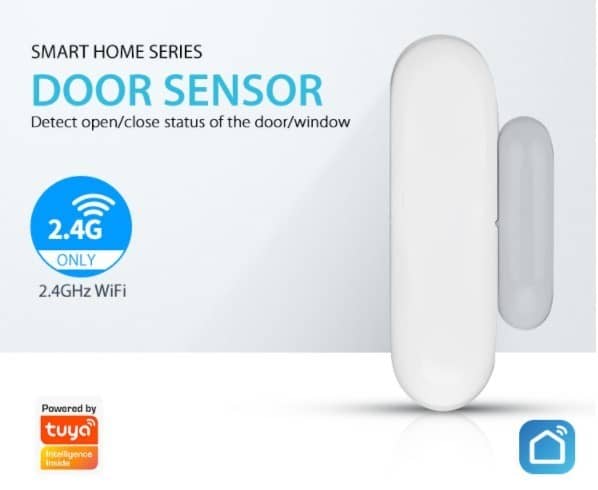 SMART HOME SERIES
DOOR SENSOR
Detect open/close status of the door/window
2.4G
ONLY
2.4GHz WiFi
Powered by
tuya
Intelligence
Inside